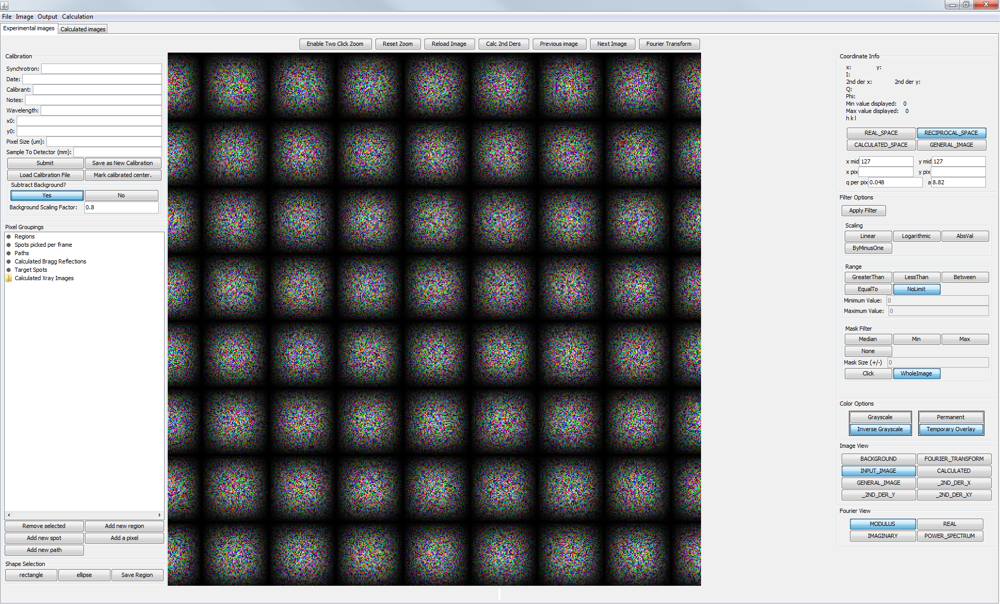 File Image Output Calculation
Experimental images Calculated images
Enable Two Click Zoom Reset Zoom Reload Image Calc 2nd Ders Previous image Next Image Fourier Transform
Calibration
Synchrotron:
Date:
Calibrant:
Notes:
Wavelength:
x0:
y0:
Pixel Size (um):
Sample To Detector (mm):
Submit Save as New Calibration
Load Calibration File Mark calibrated center.
Subtract Background?
Yes No
Background Scaling Factor: 0.8
Pixel Groupings
Regions
Spots picked per frame
Paths
Calculated Bragg Reflections
Target Spots
Calculated Xray Images
Remove selected Add new region
Add new spot Add a pixel
Add new path
Shape Selection
rectangle ellipse Save Region
Coordinate Info
x: y:
I:
2nd der x: 2nd der y:
Q:
Phi:
Min value displayed: 0
Max value displayed: 0
h k l
REAL_SPACE RECIPROCAL_SPACE
CALCULATED_SPACE GENERAL_IMAGE
x mid 127 y mid 127
x pix y pix
q per pix 0.048 a 8.82
Filter Options
Apply Filter
Scaling
Linear Logarithmic AbsVal
ByMinusOne
Range
GreaterThan LessThan Between
EqualTo NoLimit
Minimum Value: 0
Maximum Value: 0
Mask Filter
Median Min Max
None
Mask Size (+/-) 0
Click WholeImage
Color Options
Grayscale Permanent
Inverse Grayscale Temporary Overlay
Image View
BACKGROUND FOURIER_TRANSFORM
INPUT_IMAGE CALCULATED
GENERAL_IMAGE _2ND_DER_X
_2ND_DER_Y _2ND_DER_XY
Fourier View
MODULUS REAL
IMAGINARY POWER_SPECTRUM